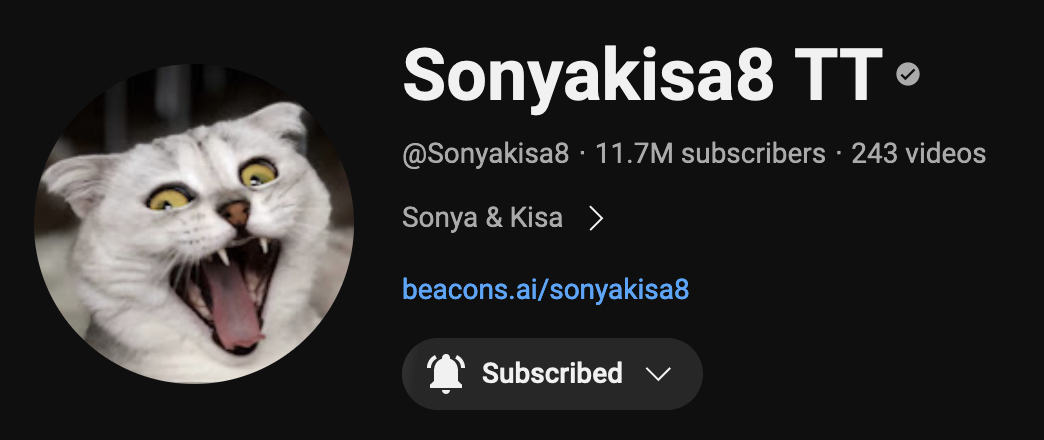 Sonyakisa8 TT
@Sonyakisa8 · 11.7M subscribers · 243 videos
Sonya & Kisa
beacons.ai/sonyakisa8
Subscribed